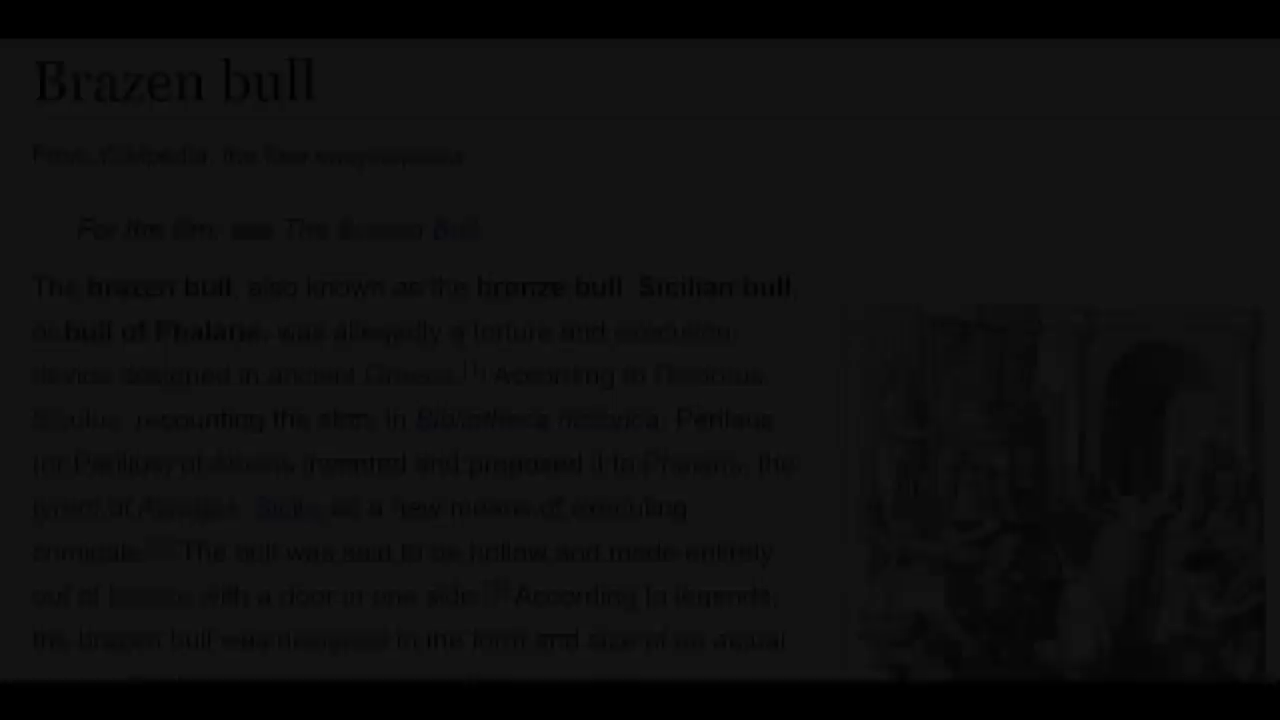 Brazen bull
From Wikipedia, the free encyclopedia
For the film, see The Brazen Bull.
The brazen bull, also known as the bronze bull, Sicilian bull,
or bull of Phalaris, was allegedly a torture and execution
device designed in ancient Greece.[1] According to Diodorus
Siculus, recounting the story in Bibliotheca historica, Perilaus
(or Perillus) of Athens invented and proposed it to Phalaris, the
tyrant of Akragas, Sicily, as a new means of executing
criminals. The bull was said to be hollow and made entirely
out of bronze with a door in one side. According to legends,
the brazen bull was designed in the form and size of an actual